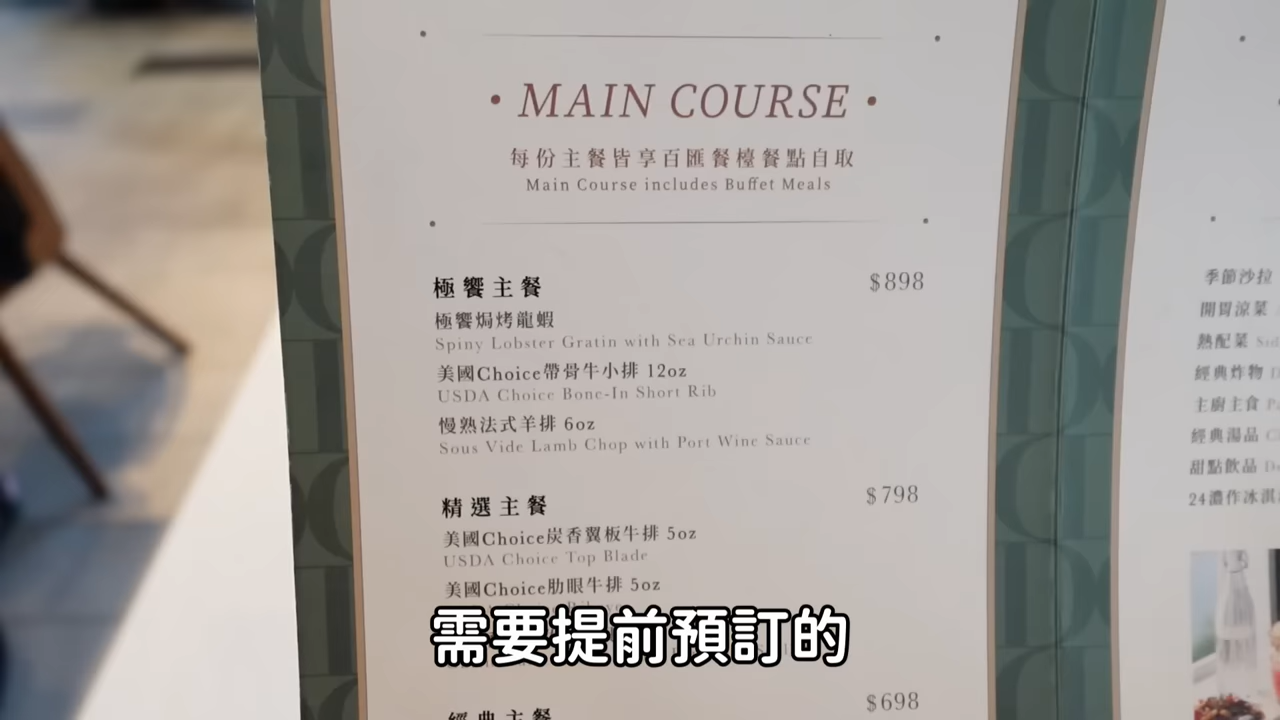 MAIN COURSE
每份主餐皆享百匯餐檯餐點自取
Main Course includes Buffet Meals
極饗主餐 $898
極饗焗烤龍蝦
Spiny Lobster Gratin with Sea Urchin Sauce
美國Choice帶骨牛小排 12oz
USDA Choice Bone-In Short Rib
慢熟法式羊排 6oz
Sous Vide Lamb Chop with Port Wine Sauce
精選主餐 $798
美國Choice炭香翼板牛排 5oz
USDA Choice Top Blade
美國Choice肋眼牛排 5oz
經典主餐 $698
季節沙拉
開胃涼菜
熱配菜
經典炸物
主廚主食
經典湯品
甜點飲品
24濃作冰淇
需要提前預訂的